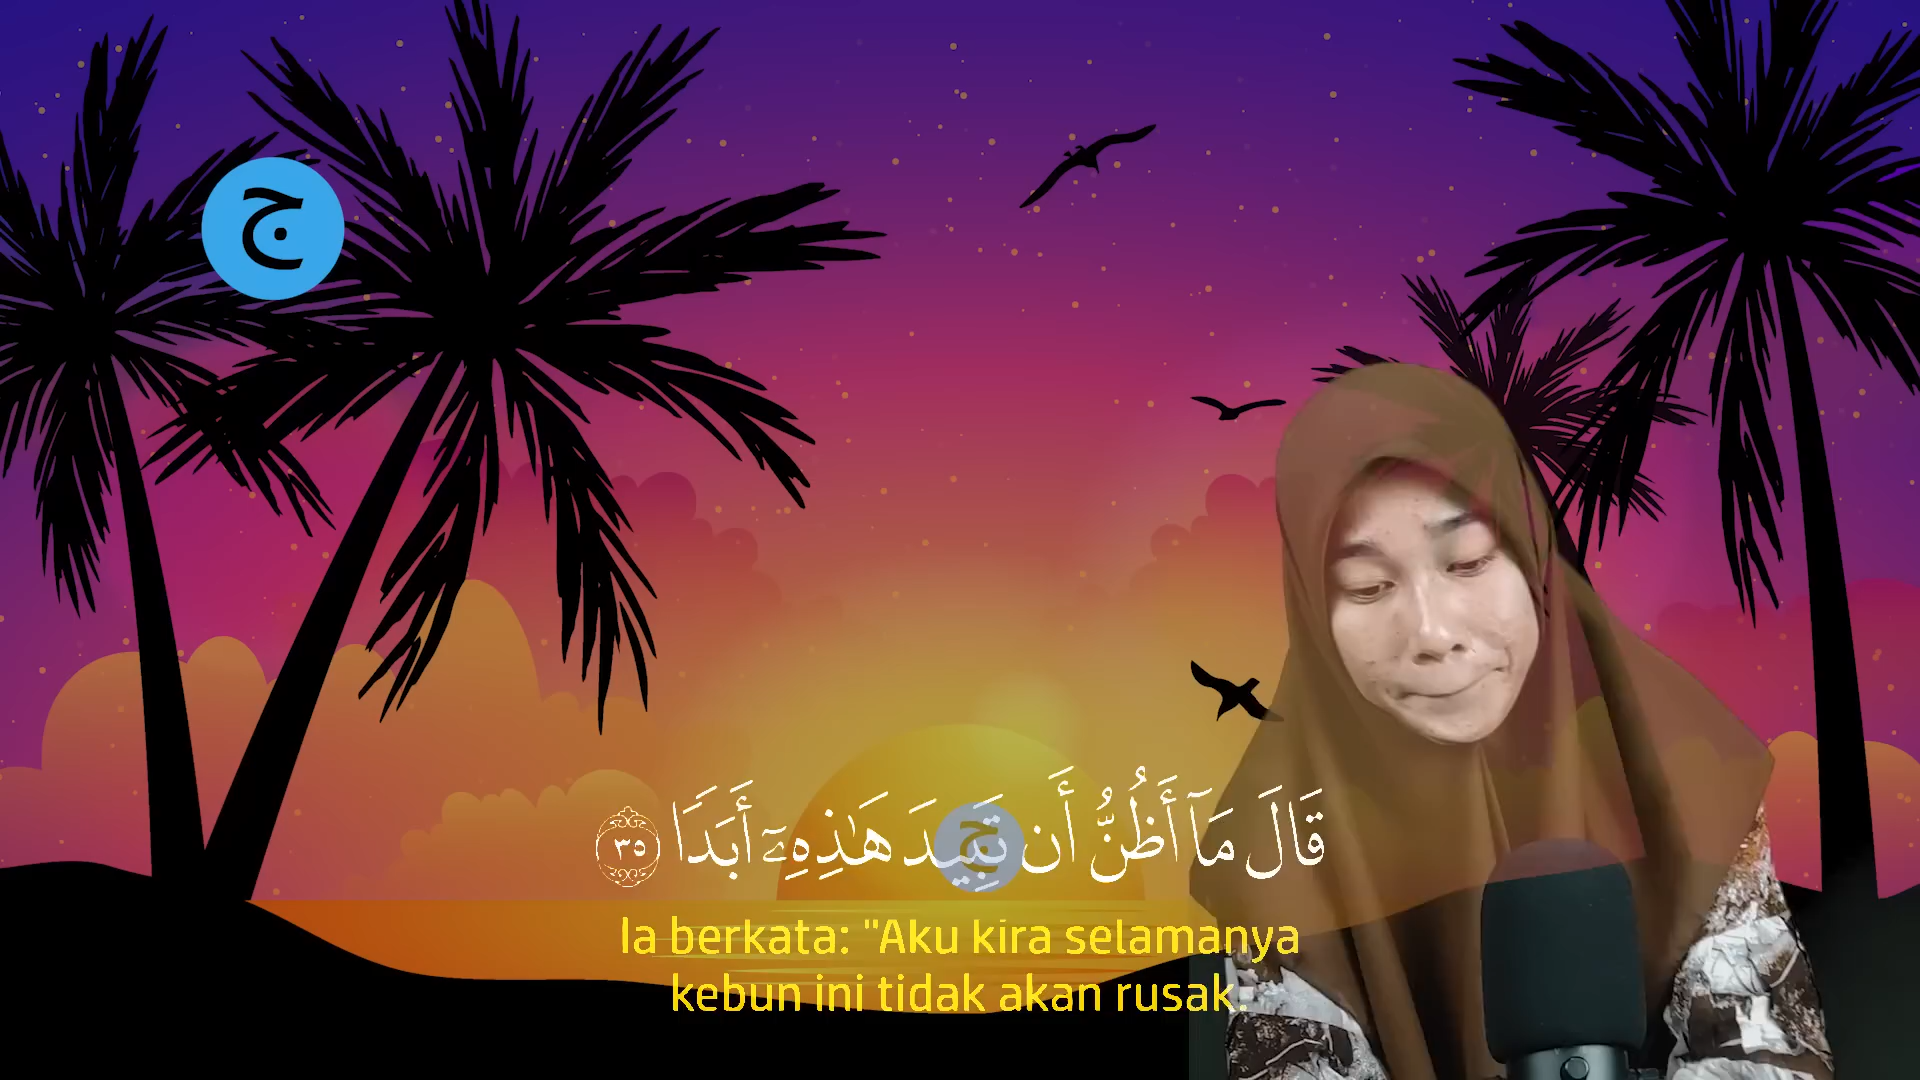 ج
قَالَ مَآ أَظُنُّ أَن تَبِيدَ هَٰذِهِۦٓ أَبَدًا ٣٥
ج
Ia berkata: "Aku kira selamanya
kebun ini tidak akan rusak.